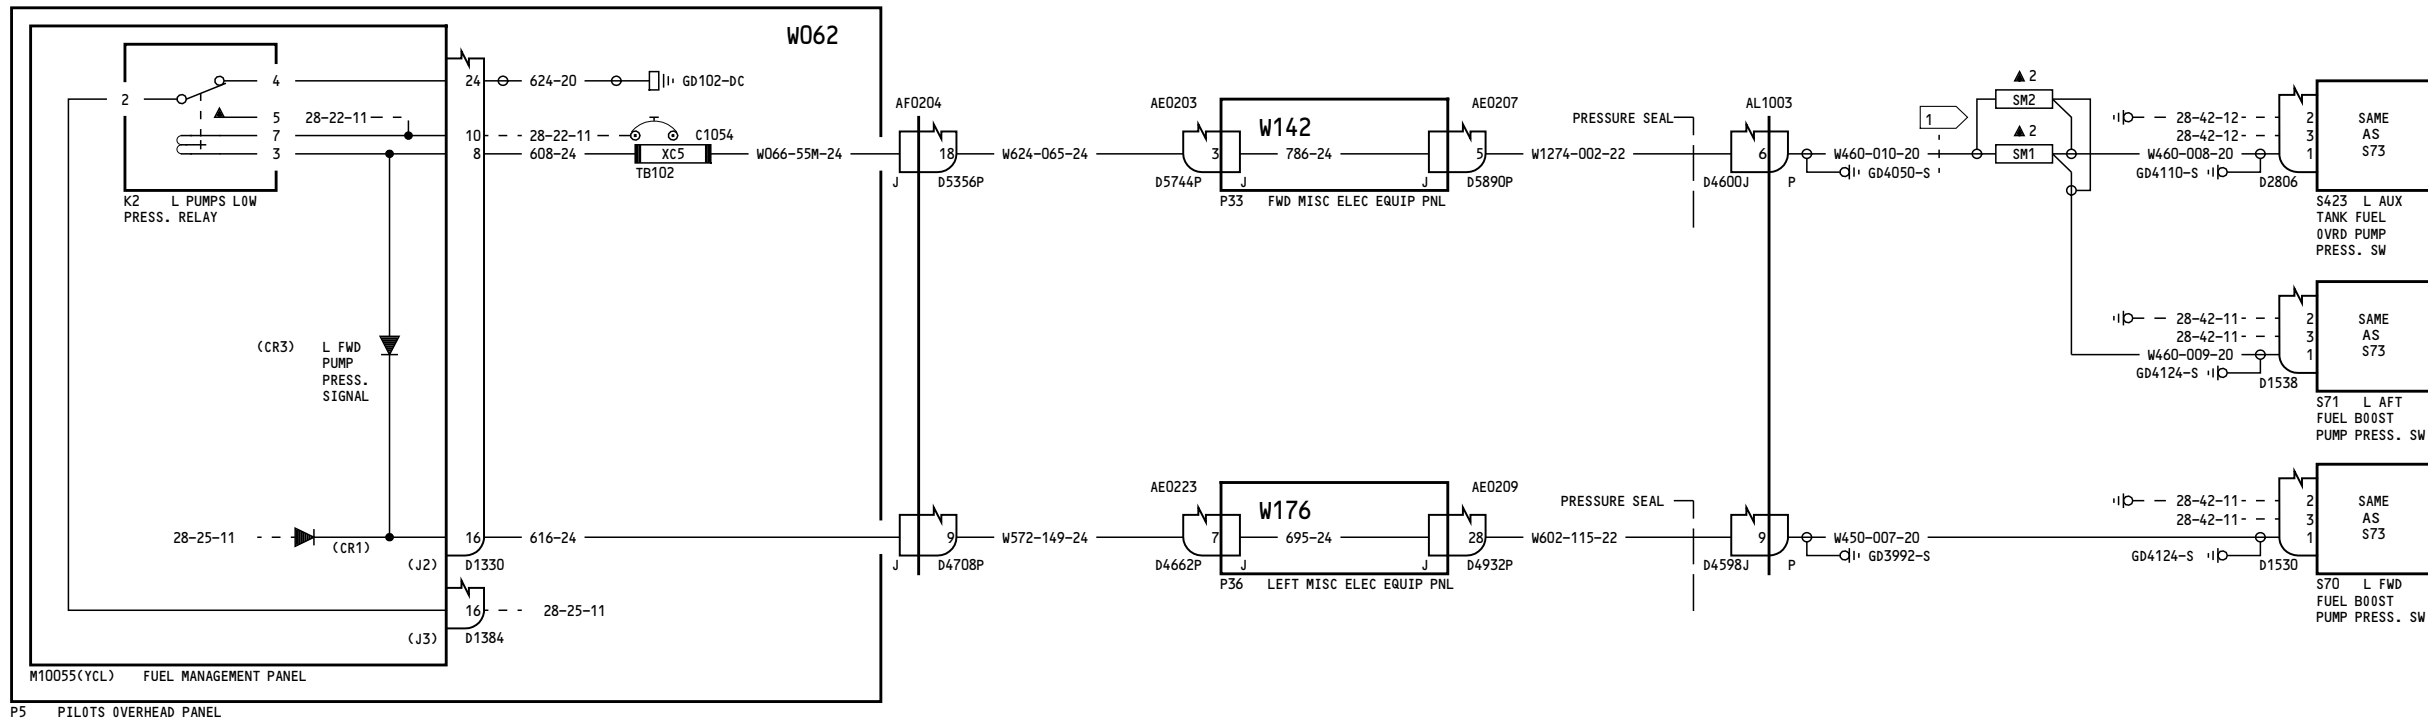 W062
4
2
5 28-22-11
7
3
24 624-20 GD102-DC
10 28-22-11 C1054
8 608-24 XC5 W066-55M-24
TB102
K2 L PUMPS LOW
PRESS. RELAY
(CR3) L FWD
PUMP
PRESS.
SIGNAL
28-25-11 (CR1)
16 616-24
(J2) D1330
16 28-25-11
(J3) D1384
M10055(YCL) FUEL MANAGEMENT PANEL
P5 PILOTS OVERHEAD PANEL
AF0204
18 W624-065-24
J D5356P
AE0203
W142
AE0207
3 786-24 5 W1274-002-22
D5744P J J D5890P
P33 FWD MISC ELEC EQUIP PNL
PRESSURE SEAL
AL1003
6 W460-010-20
D4600J P GD4050-S
1
▲ 2
SM2
▲ 2
SM1
28-42-12 2
28-42-12 3
W460-008-20 1
GD4110-S D2806
SAME
AS
S73
S423 L AUX
TANK FUEL
OVRD PUMP
PRESS. SW
28-42-11 2
28-42-11 3
W460-009-20 1
GD4124-S D1538
SAME
AS
S73
S71 L AFT
FUEL BOOST
PUMP PRESS. SW
9 W572-149-24
J D4708P
AE0223
W176
AE0209
7 695-24 28 W602-115-22
D4662P J J D4932P
P36 LEFT MISC ELEC EQUIP PNL
PRESSURE SEAL
9 W450-007-20
D4598J P GD3992-S
28-42-11 2
28-42-11 3
1
GD4124-S D1530
SAME
AS
S73
S70 L FWD
FUEL BOOST
PUMP PRESS. SW